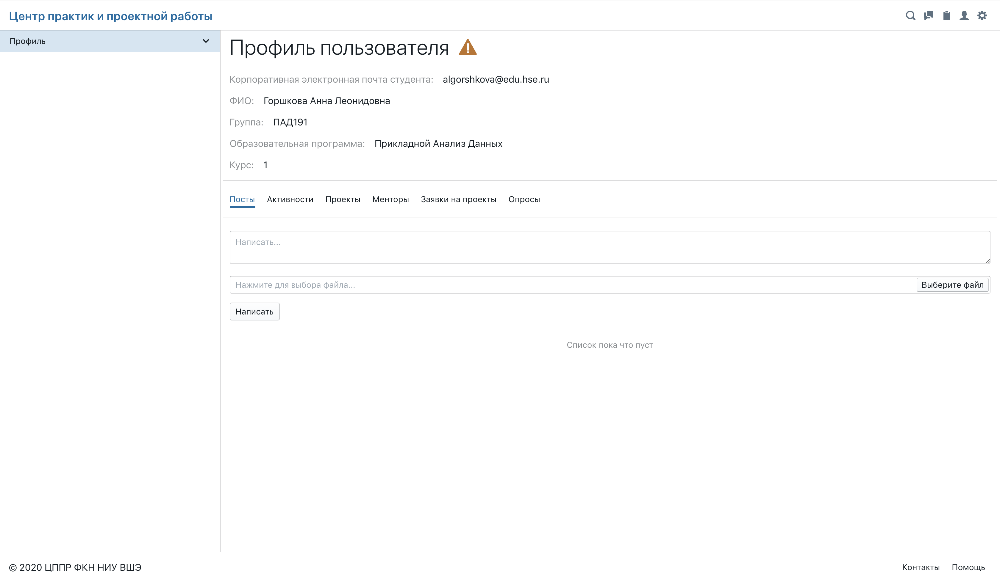 Центр практик и проектной работы
Профиль
Профиль пользователя
Корпоративная электронная почта студента: algorshkova@edu.hse.ru
ФИО: Горшкова Анна Леонидовна
Группа: ПАД191
Образовательная программа: Прикладной Анализ Данных
Курс: 1
Посты Активности Проекты Менторы Заявки на проекты Опросы
Написать...
Нажмите для выбора файла... Выберите файл
Написать
Список пока что пуст
© 2020 ЦППР ФКН НИУ ВШЭ Контакты Помощь